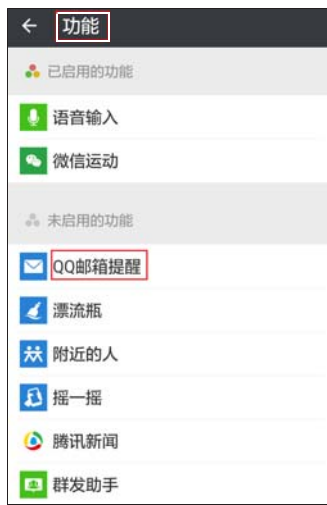 功能
已启用的功能
语音输入
微信运动
未启用的功能
QQ邮箱提醒
漂流瓶
附近的人
摇一摇
腾讯新闻
群发助手